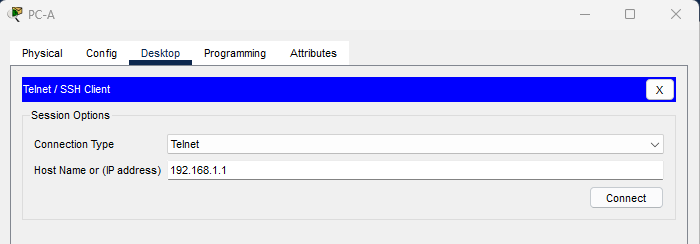 PC-A
Physical Config Desktop Programming Attributes
Telnet / SSH Client X
Session Options
Connection Type Telnet
Host Name or (IP address) 192.168.1.1
Connect